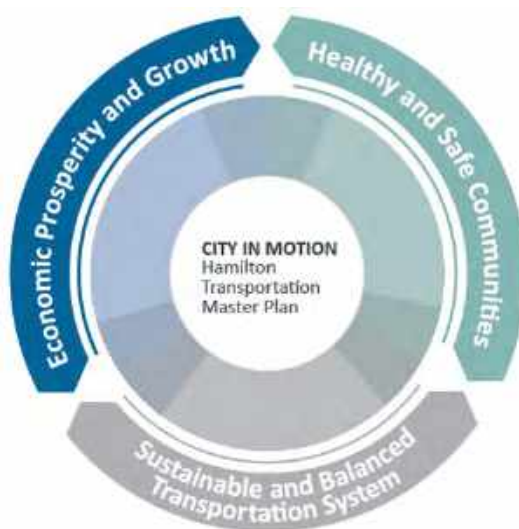 Economic Prosperity and Growth
Healthy and Safe Communities
CITY IN MOTION
Hamilton
Transportation
Master Plan
Sustainable and Balanced
Transportation System